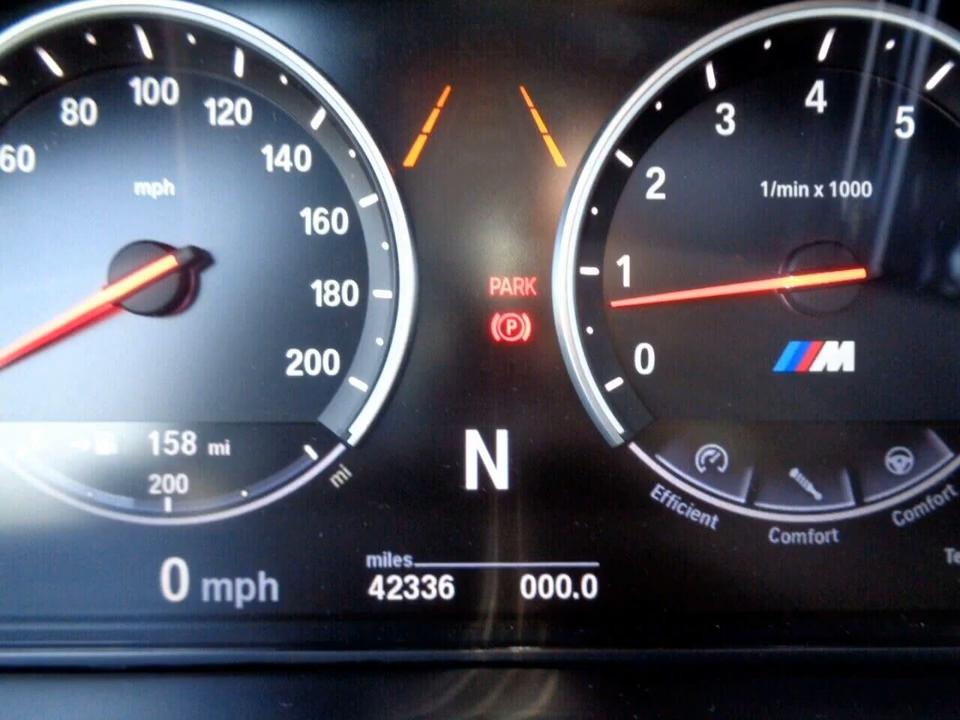 60
80
100
120
140
160
180
200
mph
PARK
P
1/min x 1000
0
1
2
3
4
5
M
158 mi
200
mi
N
Efficient
Comfort
Comfort
0 mph
miles
42336 000.0
Te